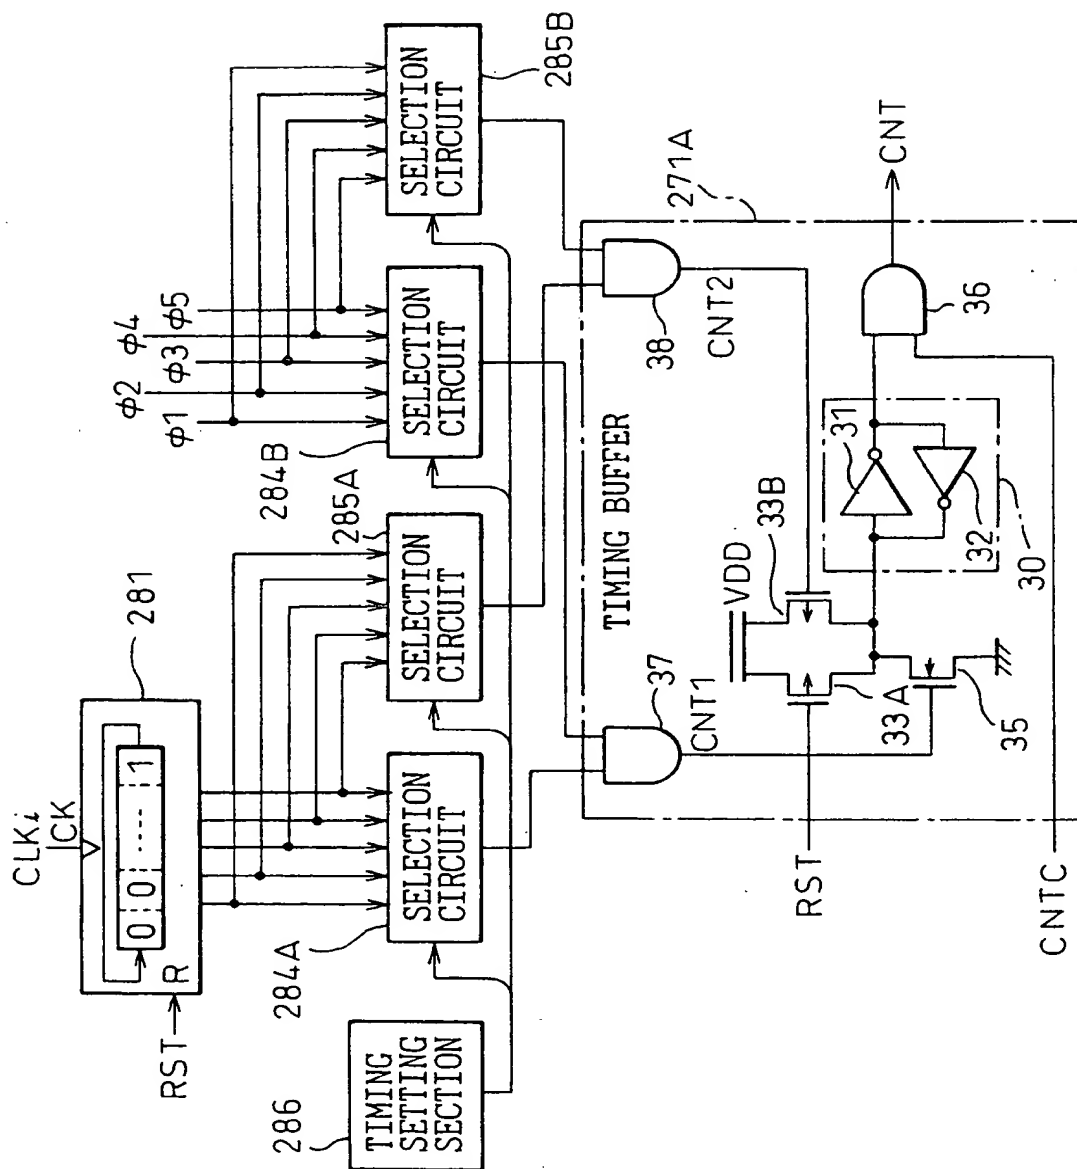 CLKi
CK
0 0 ---- 1
R
RST
281
φ1
φ2
φ3
φ4
φ5
286
TIMING
SETTING
SECTION
284A
SELECTION
CIRCUIT
285A
SELECTION
CIRCUIT
284B
SELECTION
CIRCUIT
285B
SELECTION
CIRCUIT
TIMING BUFFER
271A
37
CNT1
38
CNT2
VDD
33B
33A
RST
35
31
32
30
36
CNT
CNTC